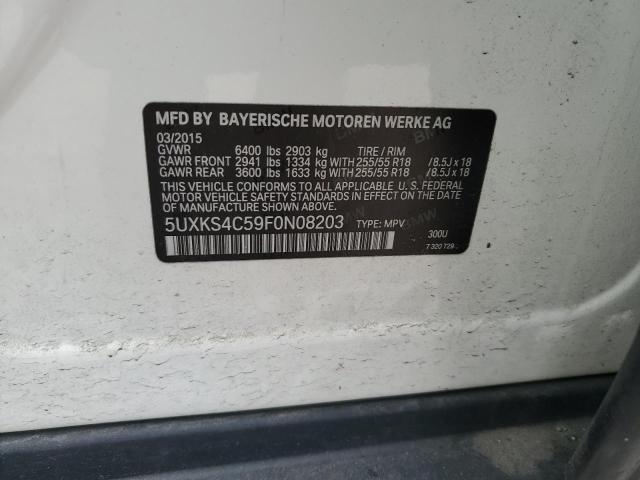 MFD BY BAYERISCHE MOTOREN WERKE AG
03/2015
GVWR 6400 lbs 2903 kg TIRE / RIM
GAWR FRONT 2941 lbs 1334 kg WITH 255/55 R18 /8.5J x 18
GAWR REAR 3600 lbs 1633 kg WITH 255/55 R18 /8.5J x 18
THIS VEHICLE CONFORMS TO ALL APPLICABLE U. S. FEDERAL
MOTOR VEHICLE SAFETY STANDARDS IN EFFECT ON THE DATE
OF MANUFACTURE SHOWN ABOVE.
5UXKS4C59F0N08203 TYPE: MPV
300U
7 320 729
BMW